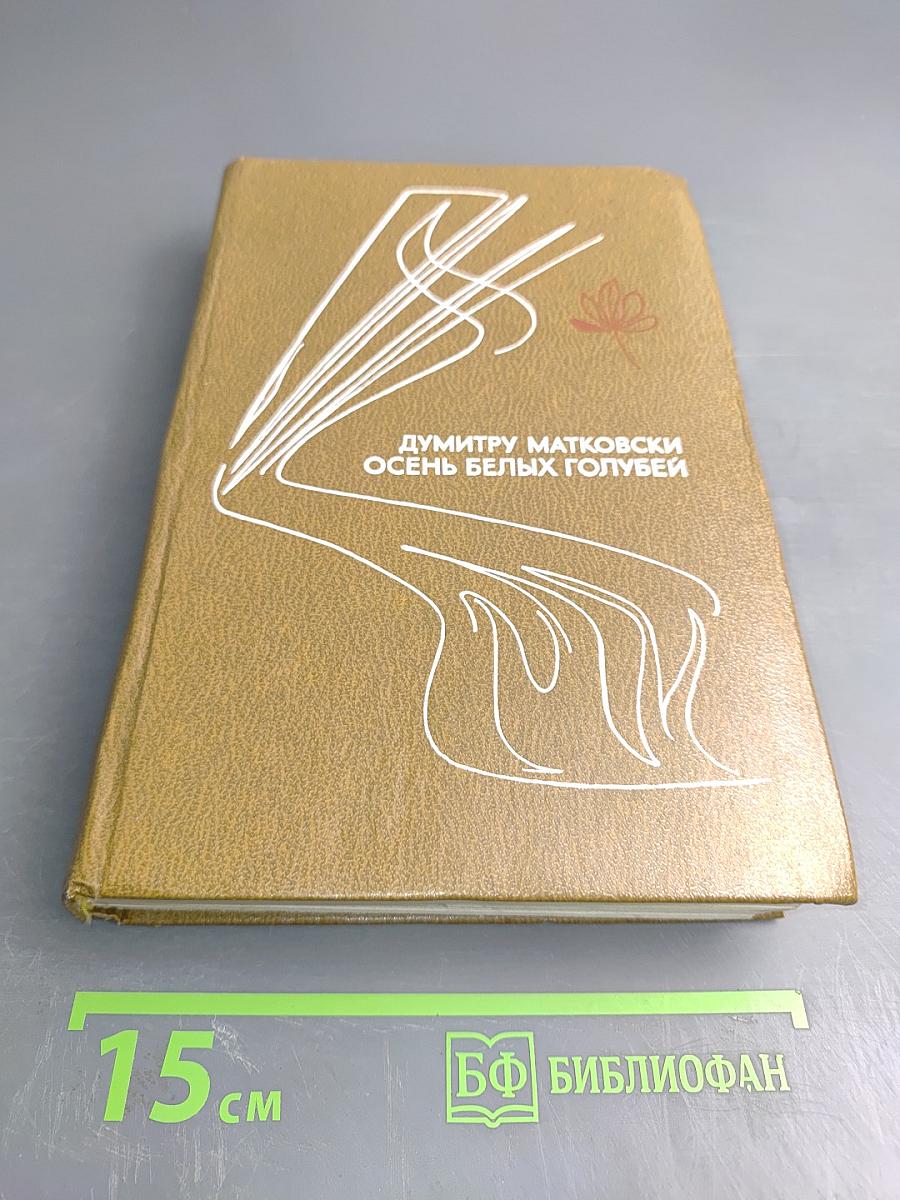 ДУМИТРУ МАТКОВСКИ
ОСЕНЬ БЕЛЫХ ГОЛУБЕЙ
15 см
БФ БИБЛИОФАН